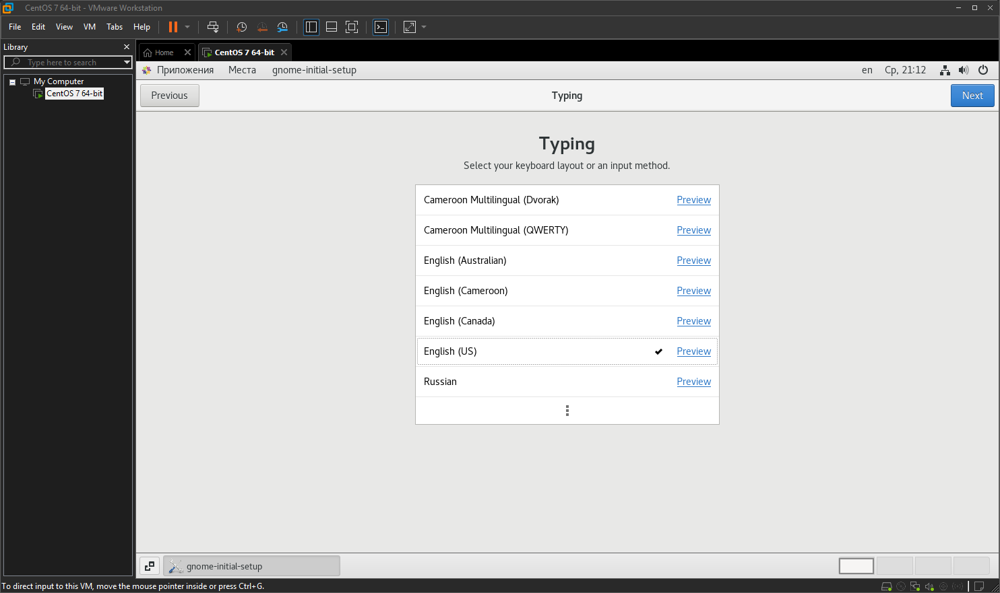 CentOS 7 64-bit - VMware Workstation
File Edit View VM Tabs Help
Library
Type here to search
My Computer
CentOS 7 64-bit
Home CentOS 7 64-bit
Приложения Места gnome-initial-setup en Ср, 21:12
Previous Typing Next
Typing
Select your keyboard layout or an input method.
Cameroon Multilingual (Dvorak) Preview
Cameroon Multilingual (QWERTY) Preview
English (Australian) Preview
English (Cameroon) Preview
English (Canada) Preview
English (US) Preview
Russian Preview
gnome-initial-setup
To direct input to this VM, move the mouse pointer inside or press Ctrl+G.